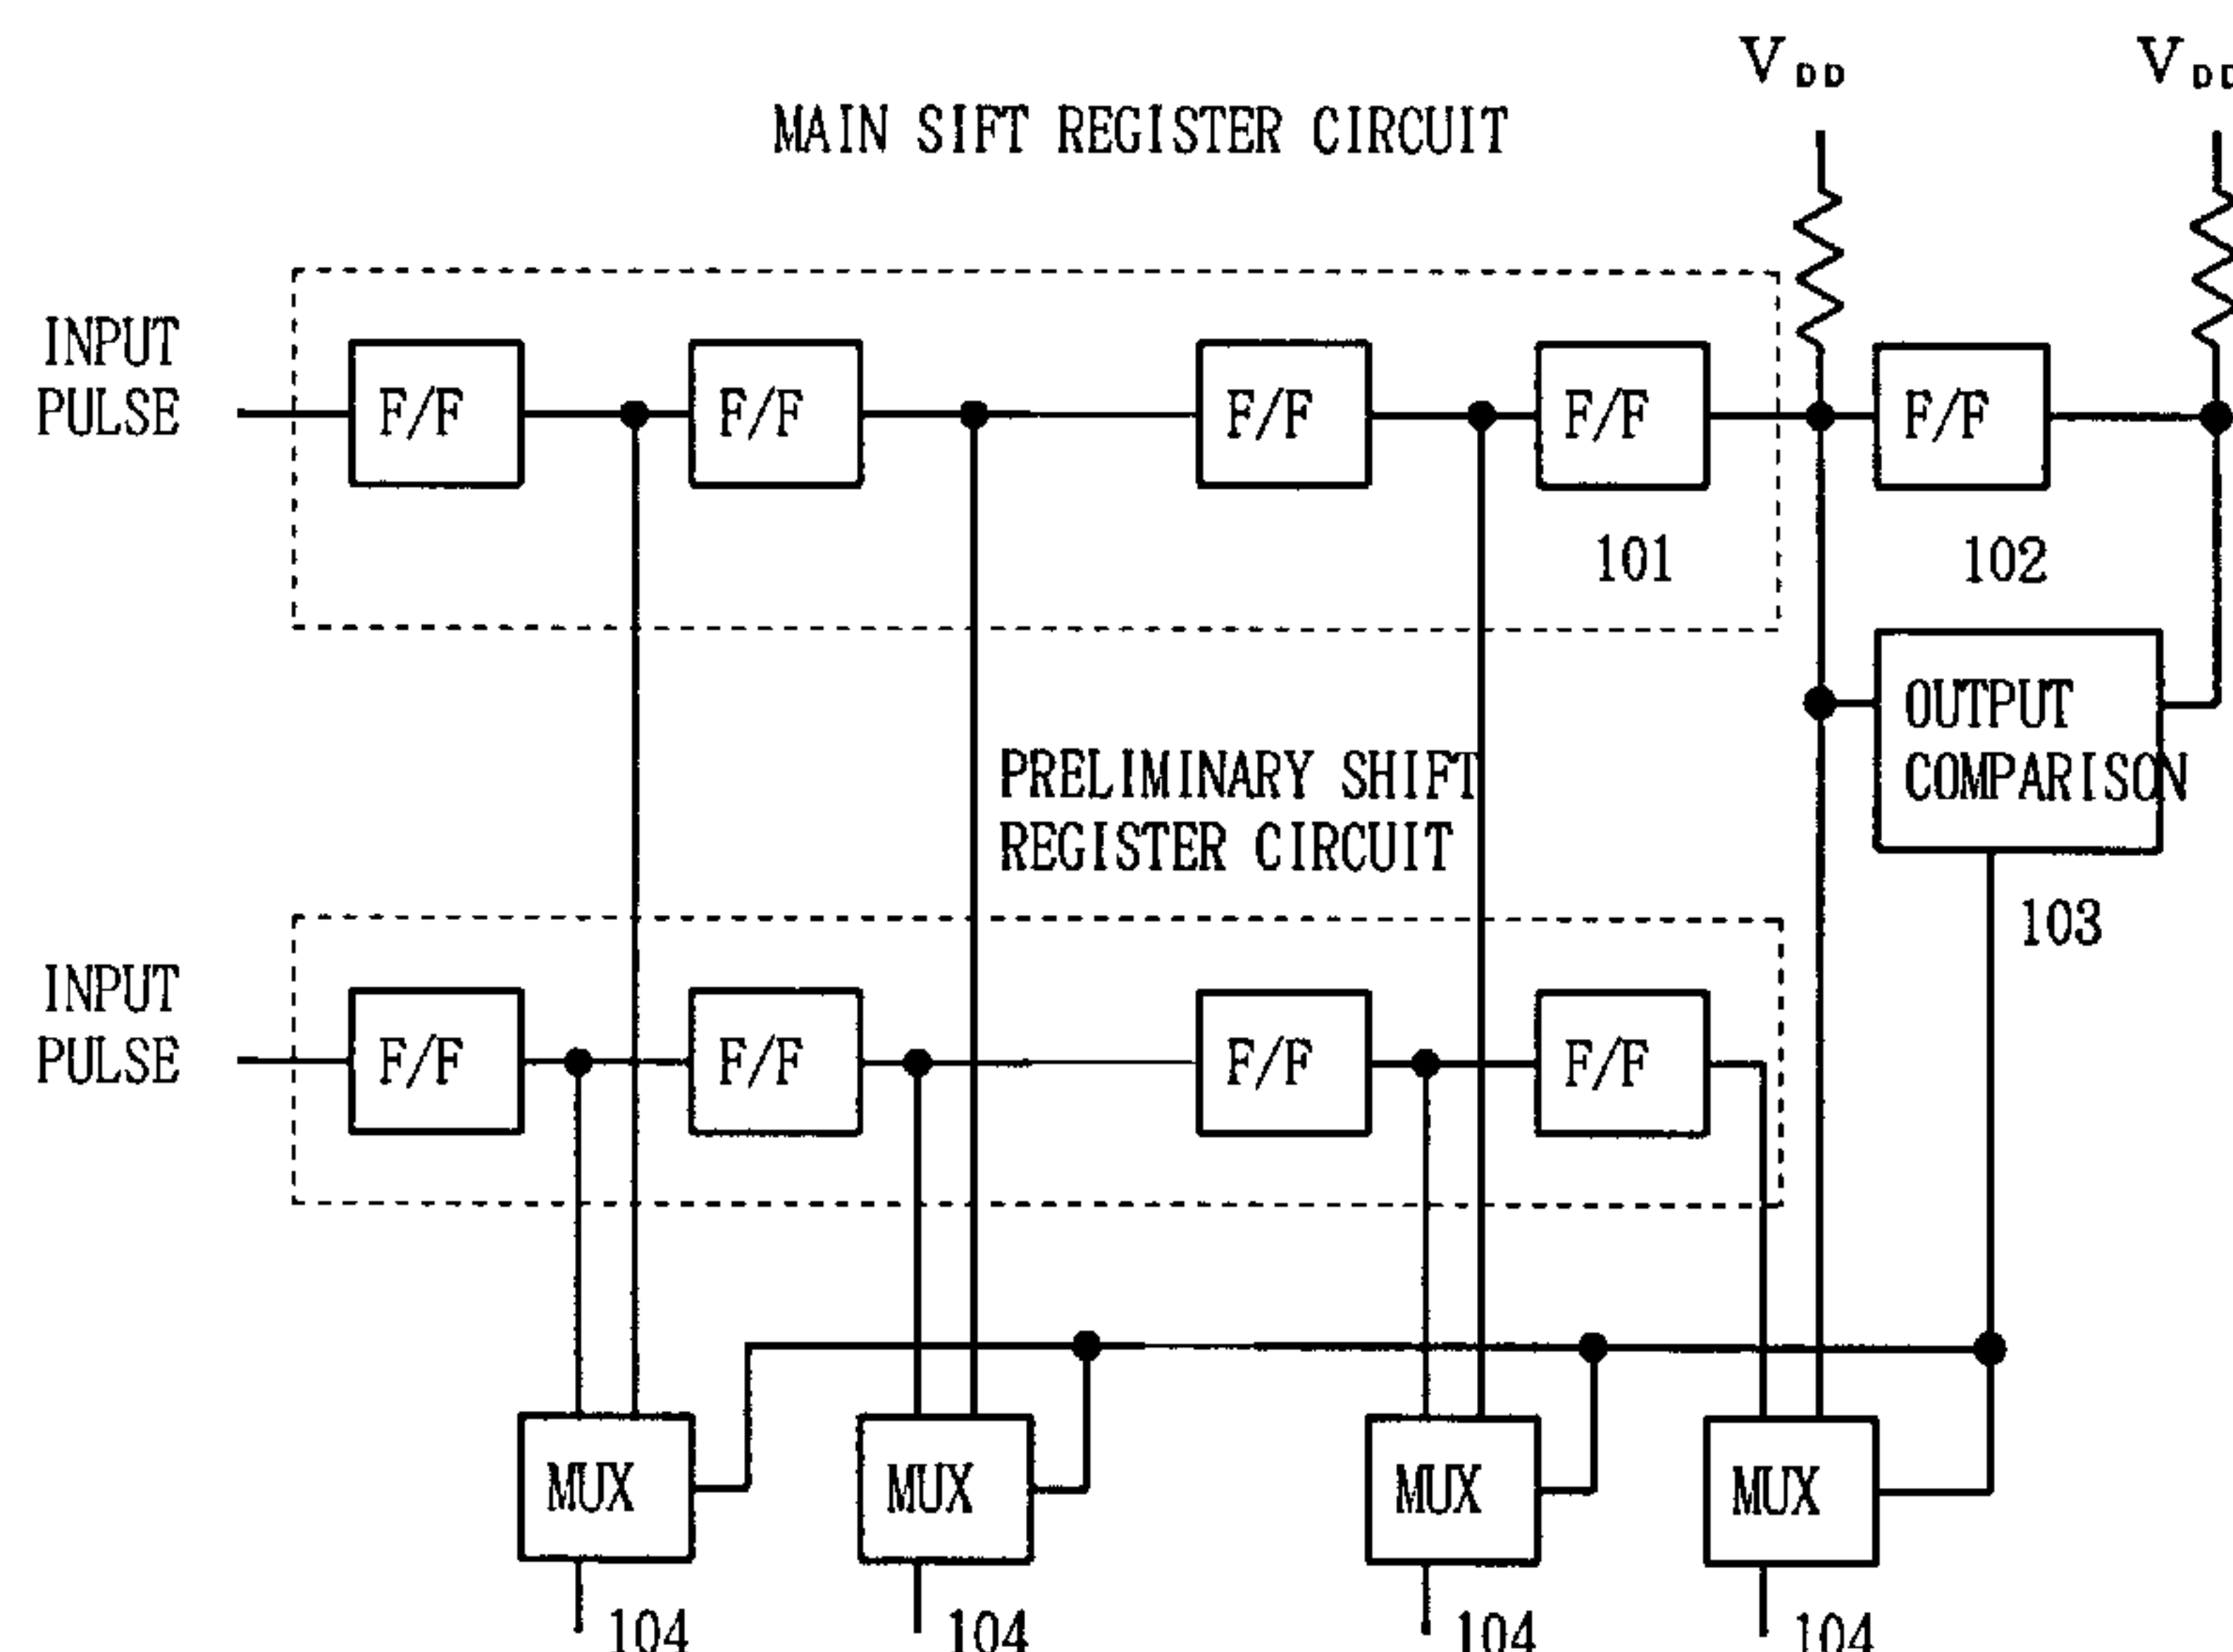 V DD
V DD
MAIN SIFT REGISTER CIRCUIT
INPUT
PULSE
F/F
F/F
F/F
F/F
F/F
101
102
OUTPUT
COMPARISON
103
PRELIMINARY SHIFT
REGISTER CIRCUIT
INPUT
PULSE
F/F
F/F
F/F
F/F
MUX
MUX
MUX
MUX
104
104
104
104